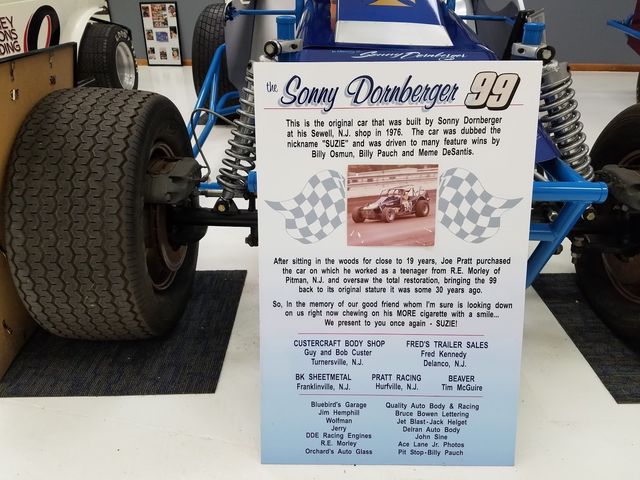 KEY
SONS
DING
Sonny Dornberger
the Sonny Dornberger 99
This is the original car that was built by Sonny Dornberger
at his Sewell, N.J. shop in 1976. The car was dubbed the
nickname "SUZIE" and was driven to many feature wins by
Billy Osmun, Billy Pauch and Meme DeSantis.
After sitting in the woods for close to 19 years, Joe Pratt purchased
the car on which he worked as a teenager from R.E. Morley of
Pitman, N.J. and oversaw the total restoration, bringing the 99
back to its original stature it was some 30 years ago.
So, In the memory of our good friend whom I'm sure is looking down
on us right now chewing on his MORE cigarette with a smile...
We present to you once again - SUZIE!
CUSTERCRAFT BODY SHOP
Guy and Bob Custer
Turnersville, N.J.
FRED'S TRAILER SALES
Fred Kennedy
Delanco, N.J.
BK SHEETMETAL
Franklinville, N.J.
PRATT RACING
Hurfville, N.J.
BEAVER
Tim McGuire
Bluebird's Garage
Jim Hemphill
Wolfman
Jerry
DDE Racing Engines
R.E. Morley
Orchard's Auto Glass
Quality Auto Body & Racing
Bruce Bowen Lettering
Jet Blast-Jack Helget
Delran Auto Body
John Sine
Ace Lane Jr. Photos
Pit Stop-Billy Pauch